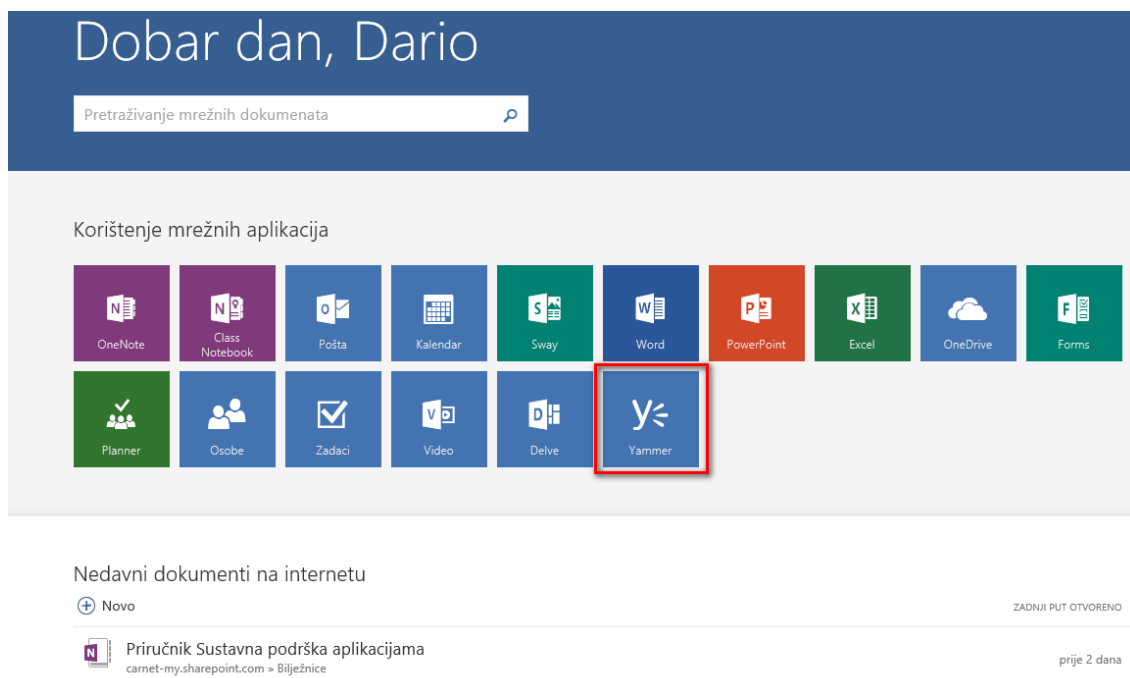 Dobar dan, Dario
Pretraživanje mrežnih dokumenata
Korištenje mrežnih aplikacija
OneNote
Class
Notebook
Pošta
Kalendar
Sway
Word
PowerPoint
Excel
OneDrive
Forms
Planner
Osobe
Zadaci
Video
Delve
Yammer
Nedavni dokumenti na internetu
Novo
ZADNJI PUT OTVORENO
Priručnik Sustavna podrška aplikacijama
carnet-my.sharepoint.com » Bilježnice
prije 2 dana